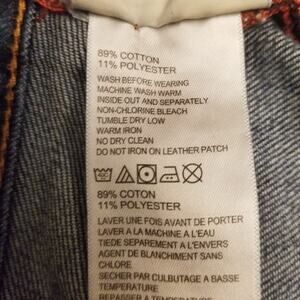 89% COTTON
11% POLYESTER
WASH BEFORE WEARING
MACHINE WASH WARM
INSIDE OUT AND SEPARATELY
NON-CHLORINE BLEACH
TUMBLE DRY LOW
WARM IRON
NO DRY CLEAN
DO NOT IRON ON LEATHER PATCH
89% COTON
11% POLYESTER
LAVER UNE FOIS AVANT DE PORTER
LAVER A LA MACHINE A L'EAU
TIEDE SEPAREMENT A L'ENVERS
AGENT DE BLANCHIMENT SANS
CHLORE
SECHER PAR CULBUTAGE A BASSE
TEMPERATURE
REPASSER A TEMPERATURE